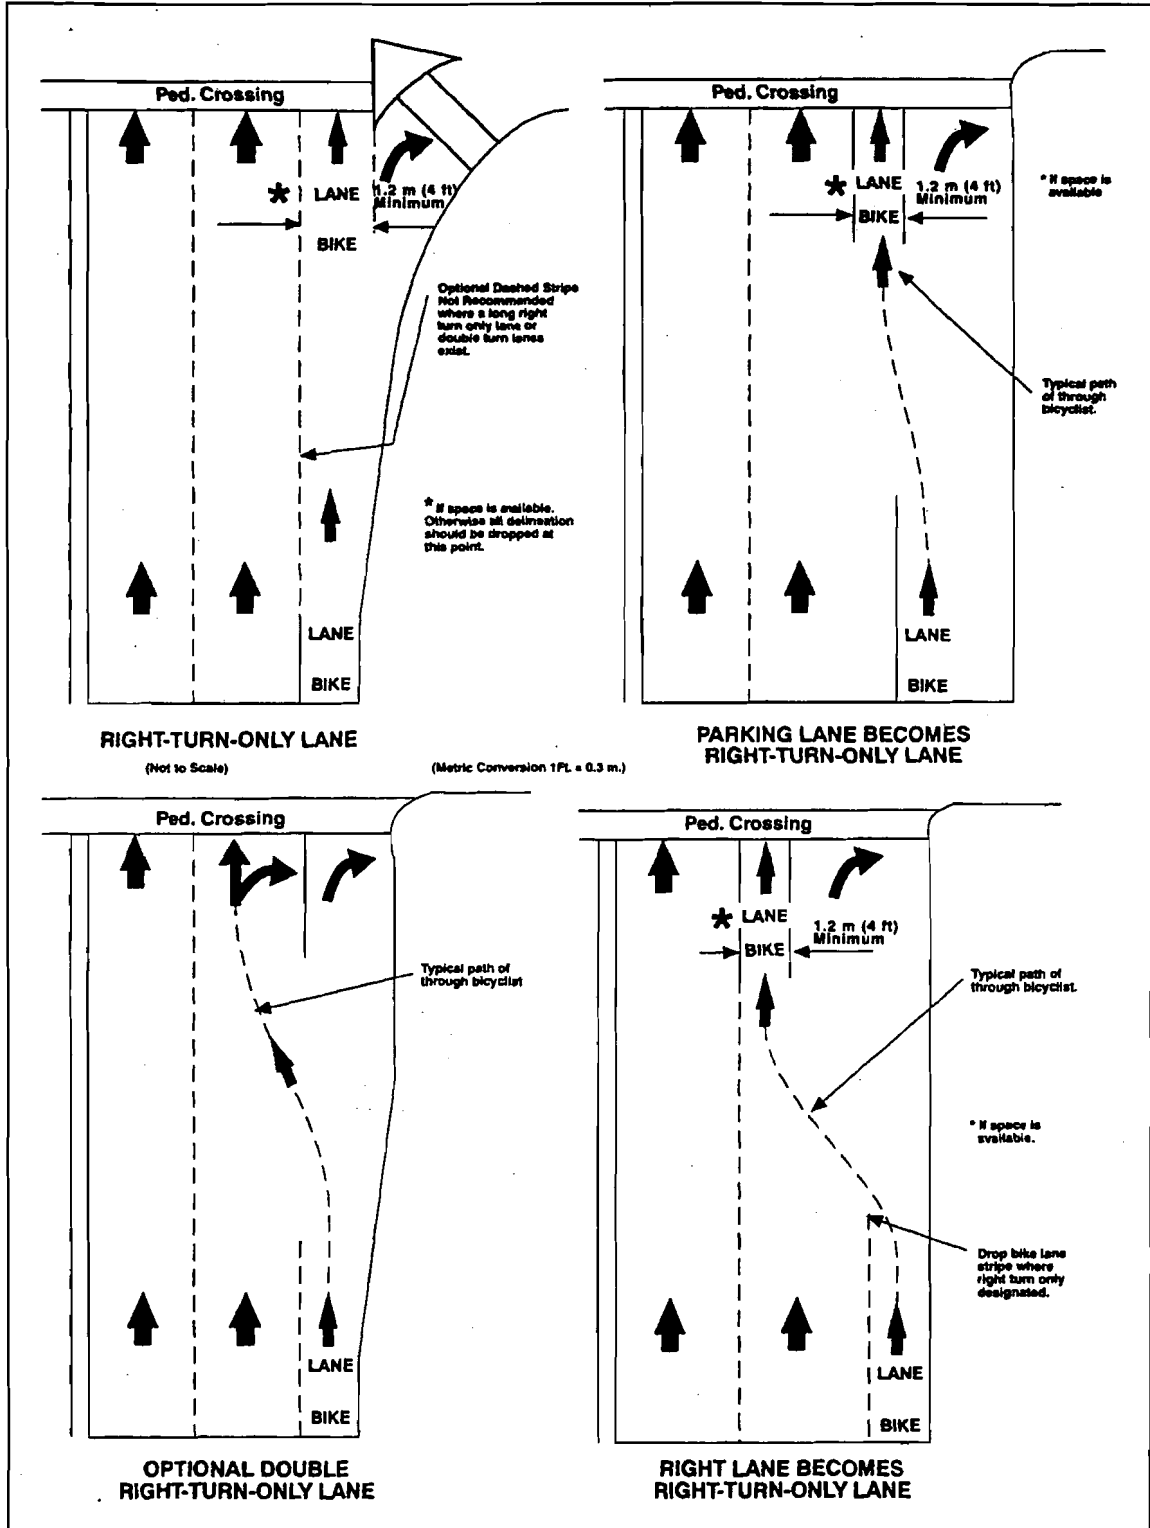 Ped. Crossing
LANE
1.2 m (4 ft)
Minimum
*
BIKE
Optional Dashed Stripe
Not Recommended
where a long right
turn only lane or
double turn lanes
exist.
* If space is available.
Otherwise all delineation
should be dropped at
this point.
LANE
BIKE
RIGHT-TURN-ONLY LANE
(Not to Scale)
(Metric Conversion 1Ft. = 0.3 m.)
Ped. Crossing
* LANE
1.2 m (4 ft)
Minimum
BIKE
* If space is
available
Typical path
of through
bicyclist.
LANE
BIKE
PARKING LANE BECOMES
RIGHT-TURN-ONLY LANE
Ped. Crossing
Typical path of
through bicyclist
LANE
BIKE
OPTIONAL DOUBLE
RIGHT-TURN-ONLY LANE
Ped. Crossing
* LANE
1.2 m (4 ft)
Minimum
BIKE
Typical path of
through bicyclist.
* If space is
available.
Drop bike lane
stripe where
right turn only
designated.
LANE
BIKE
RIGHT LANE BECOMES
RIGHT-TURN-ONLY LANE